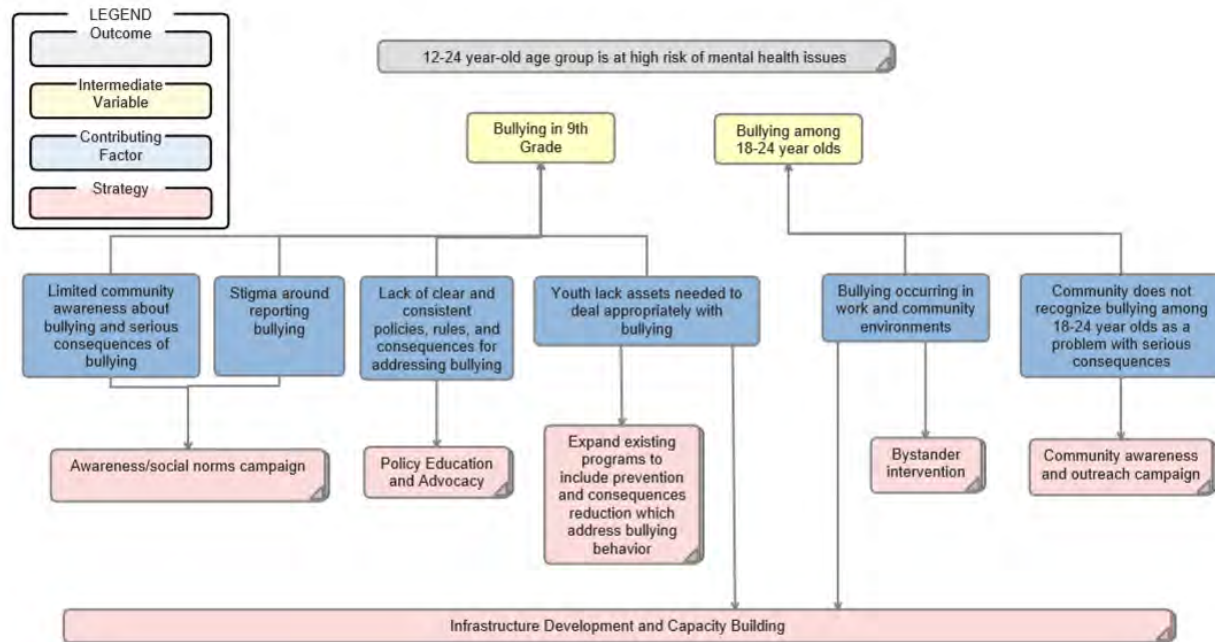 LEGEND
Outcome
Intermediate
Variable
Contributing
Factor
Strategy
12-24 year-old age group is at high risk of mental health issues
Bullying in 9th
Grade
Bullying among
18-24 year olds
Limited community
awareness about
bullying and serious
consequences of
bullying
Stigma around
reporting
bullying
Lack of clear and
consistent
policies, rules, and
consequences for
addressing bullying
Youth lack assets needed to
deal appropriately with
bullying
Bullying occurring in
work and community
environments
Community does not
recognize bullying among
18-24 year olds as a
problem with serious
consequences
Awareness/social norms campaign
Policy Education
and Advocacy
Expand existing
programs to
include prevention
and consequences
reduction which
address bullying
behavior
Bystander
intervention
Community awareness
and outreach campaign
Infrastructure Development and Capacity Building